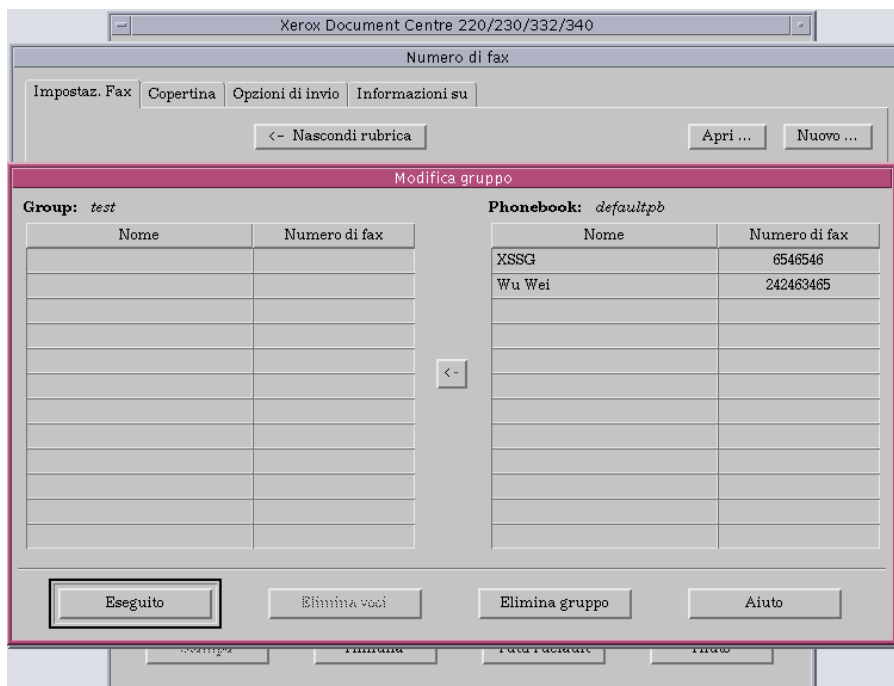 Xerox Document Centre 220/230/332/340
Numero di fax
Impostaz. Fax Copertina Opzioni di invio Informazioni su
<- Nascondi rubrica Apri ... Nuovo ...
Modifica gruppo
Group: test Phonebook: default.pb
Nome Numero di fax Nome Numero di fax
XSSG 6546546
Wu Wei 242463465
<-
Eseguito Elimina voci Elimina gruppo Aiuto